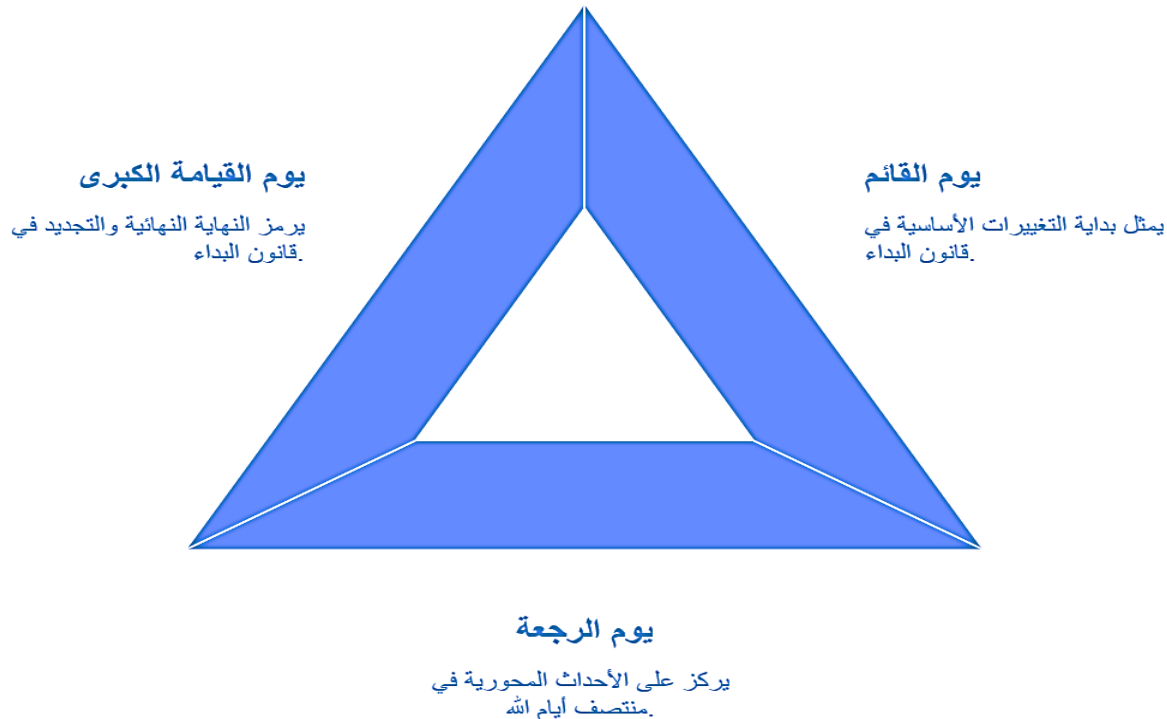 يوم القائم
يمثل بداية التغييرات الأساسية في
قانون البداء.
يوم القيامة الكبرى
يرمز النهاية النهائية والتجديد في
قانون البداء.
يوم الرجعة
يركز على الأحداث المحورية في
منتصف أيام الله.